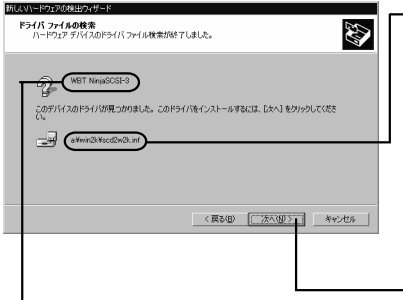 新しいハードウェアの検出ウィザード
ドライバ ファイルの検索
ハードウェア デバイスのドライバ ファイル検索が終了しました。
WBT NinjaSCSI-3
このデバイスのドライバが見つかりました。このドライバをインストールするには、[次へ] をクリックしてくださ
い。
a:¥win2k¥scd2w2k.inf
< 戻る(B)
次へ(N) >
キャンセル